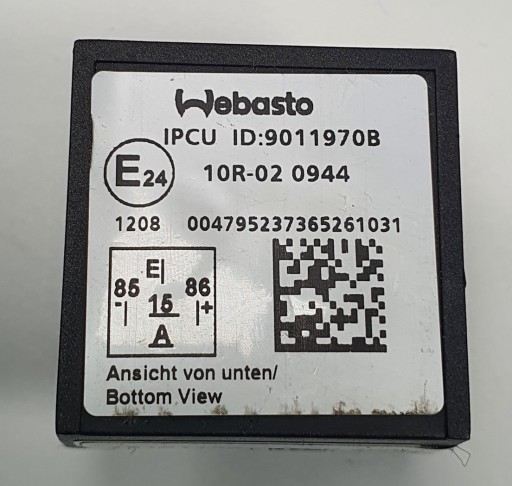 Webasto
IPCU ID:9011970B
E24 10R-02 0944
1208 004795237365261031
E
85 86
- 15 +
A
Ansicht von unten/
Bottom View